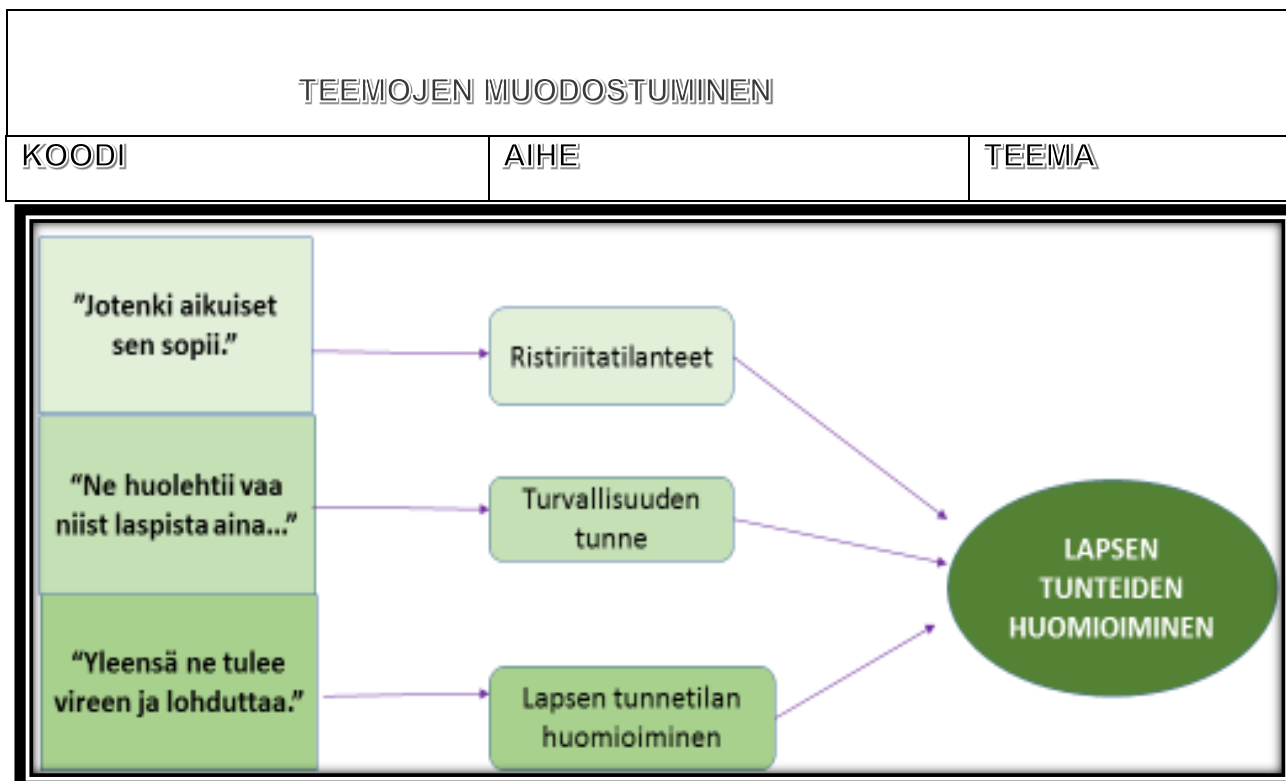 TEEMOJEN MUODOSTUMINEN
KOODI
AIHE
TEEMA
”Jotenki aikuiset
sen sopii.”
Ristiriitatilanteet
“Ne huolehtii vaa
niist laspista aina...”
Turvallisuuden
tunne
LAPSEN
TUNTEIDEN
HUOMIOIMINEN
“Yleensä ne tulee
vireen ja lohduttaa.”
Lapsen tunnetilan
huomioiminen